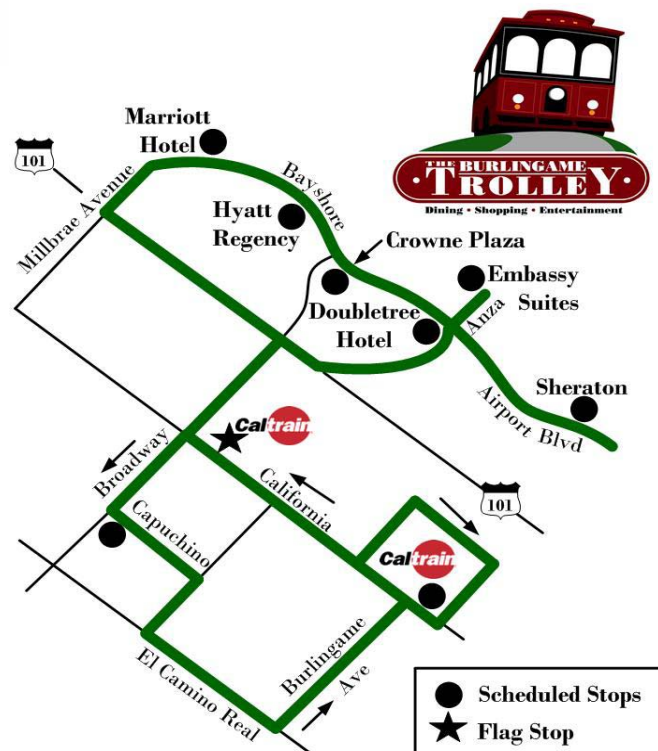 THE BURLINGAME
TROLLEY
Dining • Shopping • Entertainment
Marriott
Hotel
101
Millbrae Avenue
Bayshore
Hyatt
Regency
Crowne Plaza
Embassy
Suites
Anza
Doubletree
Hotel
Sheraton
Airport Blvd
Caltrain
Broadway
California
101
Capuchino
Caltrain
Burlingame
Ave
El Camino Real
Scheduled Stops
Flag Stop